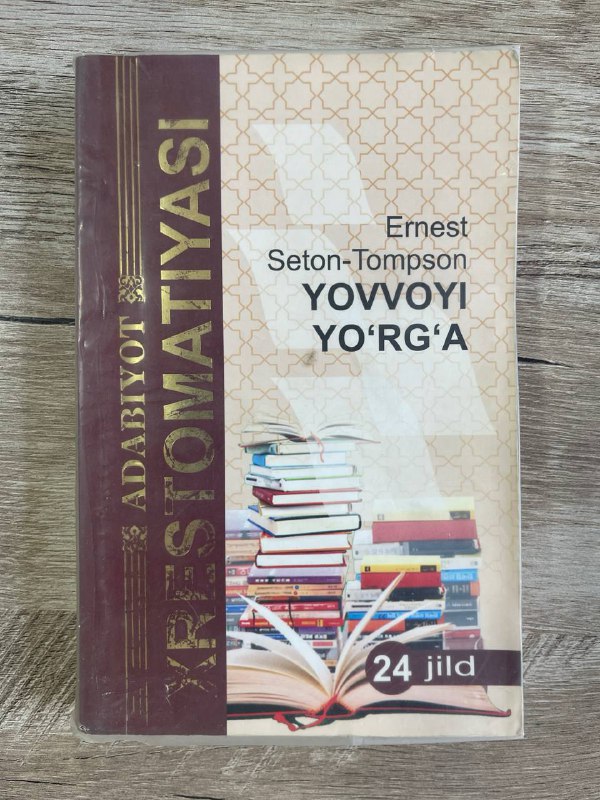 ADABIYOT
XRESTOMATIYASI
Ernest
Seton-Tompson
YOVVOYI
YO‘RG‘A
24 jild